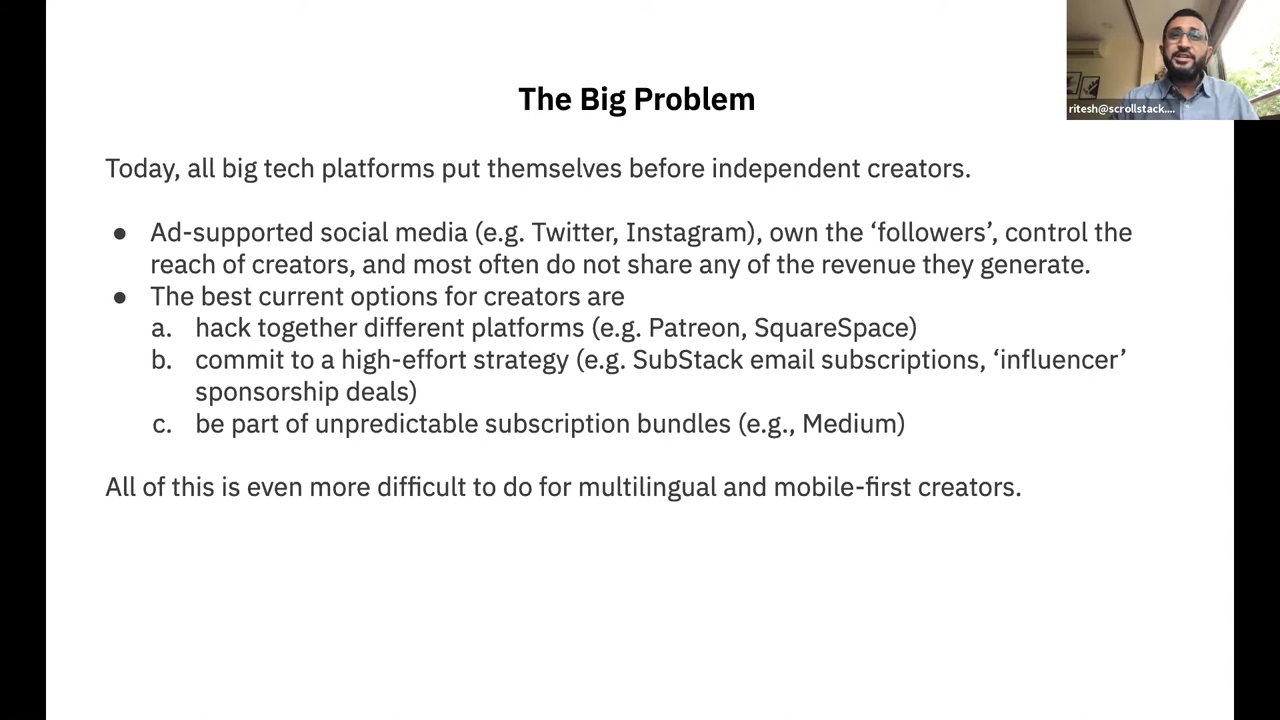 The Big Problem
ritesh@scrollstack....
Today, all big tech platforms put themselves before independent creators.
● Ad-supported social media (e.g. Twitter, Instagram), own the ‘followers’, control the
reach of creators, and most often do not share any of the revenue they generate.
● The best current options for creators are
a. hack together different platforms (e.g. Patreon, SquareSpace)
b. commit to a high-effort strategy (e.g. SubStack email subscriptions, ‘influencer’
sponsorship deals)
c. be part of unpredictable subscription bundles (e.g., Medium)
All of this is even more difficult to do for multilingual and mobile-first creators.